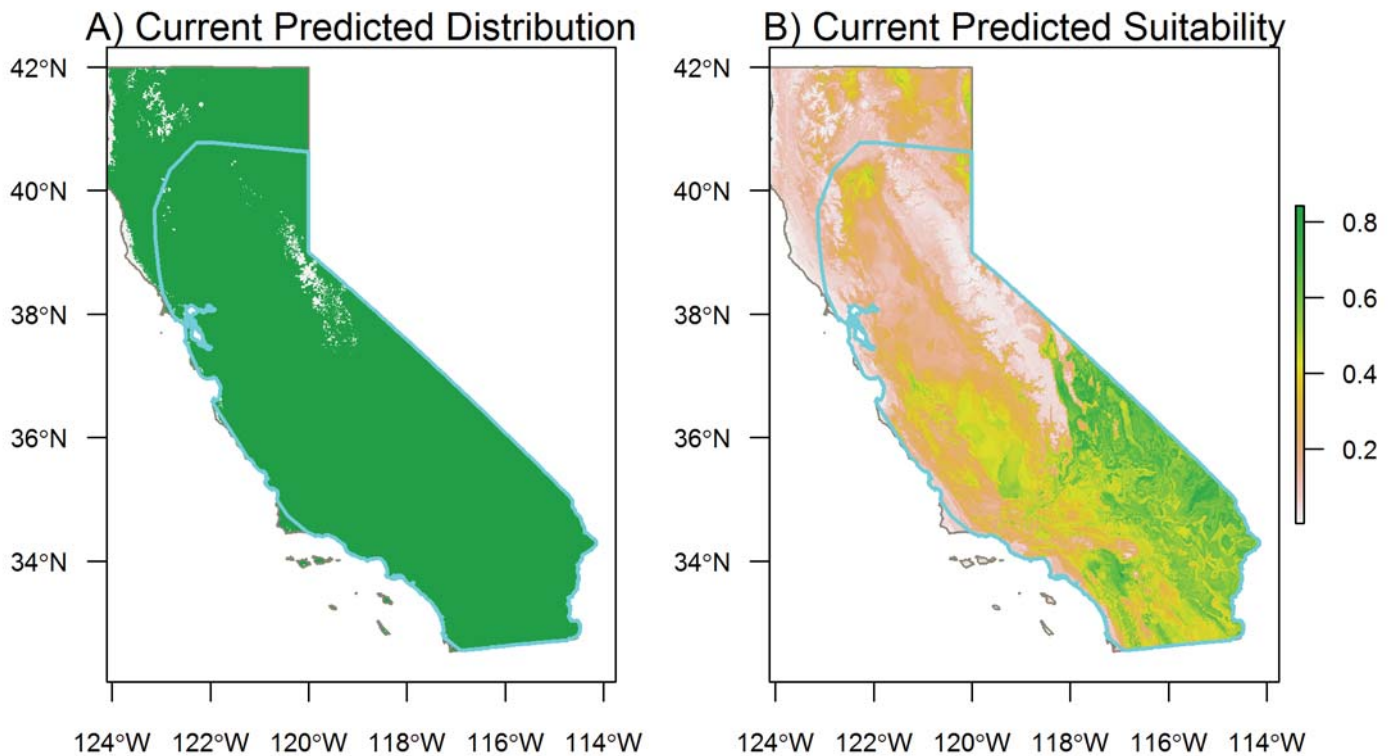 A) Current Predicted Distribution
B) Current Predicted Suitability
42°N
40°N
38°N
36°N
34°N
124°W 122°W 120°W 118°W 116°W 114°W
42°N
40°N
38°N
36°N
34°N
124°W 122°W 120°W 118°W 116°W 114°W
0.8
0.6
0.4
0.2